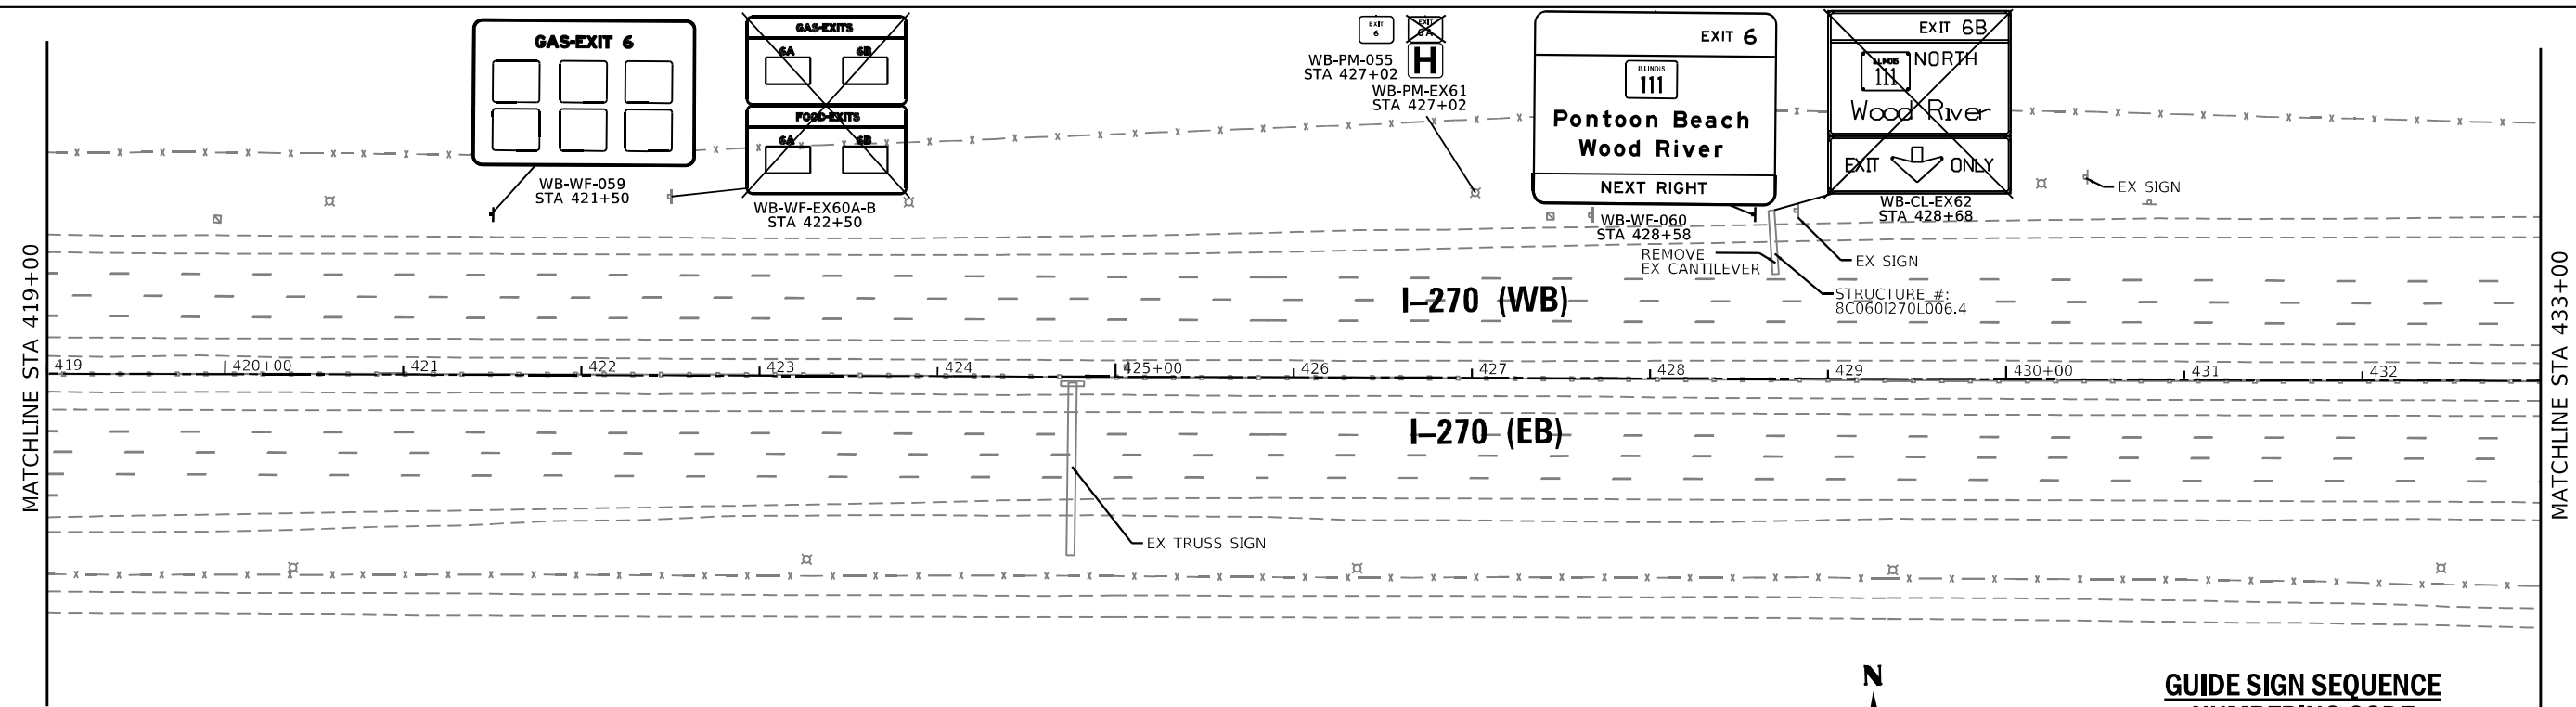 GAS-EXIT 6
WB-WF-059
STA 421+50
GAS-EXITS
6A 6B
FOOD-EXITS
6A 6B
WB-WF-EX60A-B
STA 422+50
EXIT
6
EXIT
6A
H
WB-PM-055
STA 427+02
WB-PM-EX61
STA 427+02
EXIT 6
ILLINOIS
111
Pontoon Beach
Wood River
NEXT RIGHT
WB-WF-060
STA 428+58
EXIT 6B
ILLINOIS
111
NORTH
Wood River
EXIT ONLY
WB-CL-EX62
STA 428+68
EX SIGN
REMOVE
EX CANTILEVER
EX SIGN
STRUCTURE #:
8C060I270L006.4
MATCHLINE STA 419+00
I-270 (WB)
419 420+00 421 422 423 424 425+00 426 427 428 429 430+00 431 432
I-270 (EB)
EX TRUSS SIGN
MATCHLINE STA 433+00
N
GUIDE SIGN SEQUENCE
NUMBERING CODE